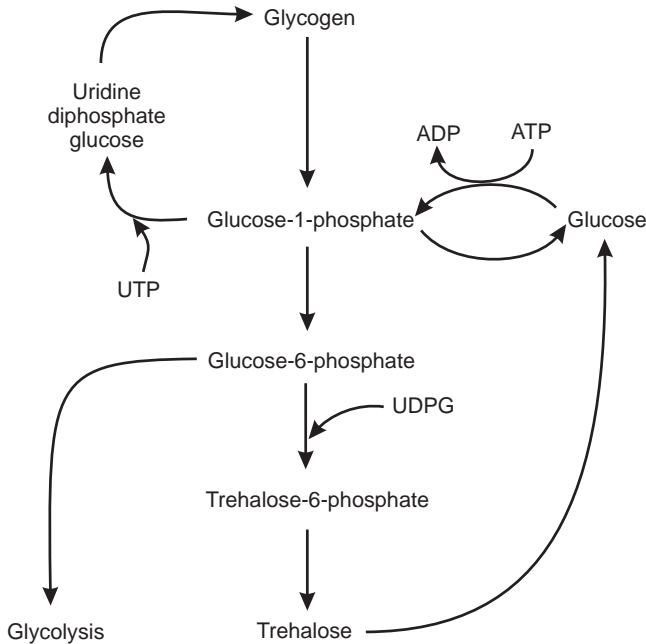 Glycogen
Uridine
diphosphate
glucose
ADP
ATP
Glucose-1-phosphate
Glucose
UTP
Glucose-6-phosphate
UDPG
Trehalose-6-phosphate
Glycolysis
Trehalose